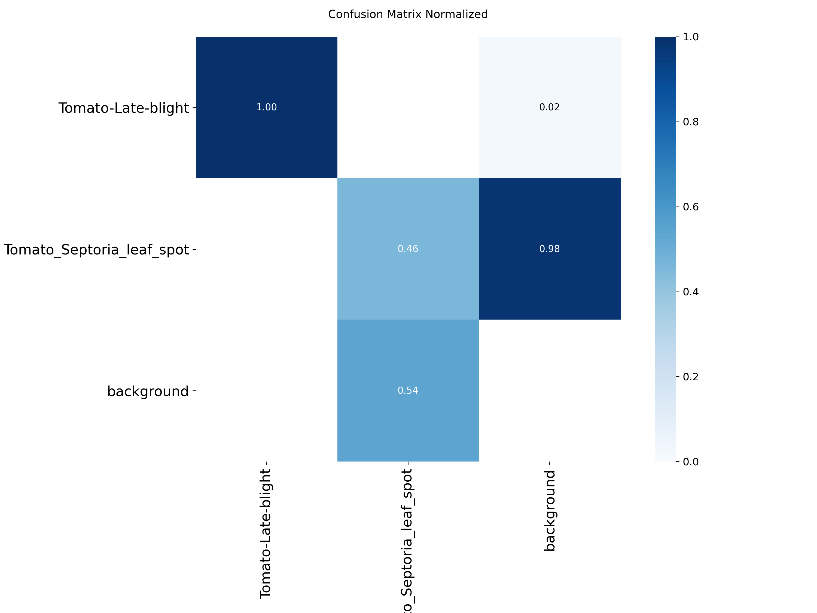 Confusion Matrix Normalized
Tomato-Late-blight
Tomato_Septoria_leaf_spot
background
1.00
0.02
0.46
0.98
0.54
1.0
0.8
0.6
0.4
0.2
0.0
Tomato-Late-blight
to_Septoria_leaf_spot
background